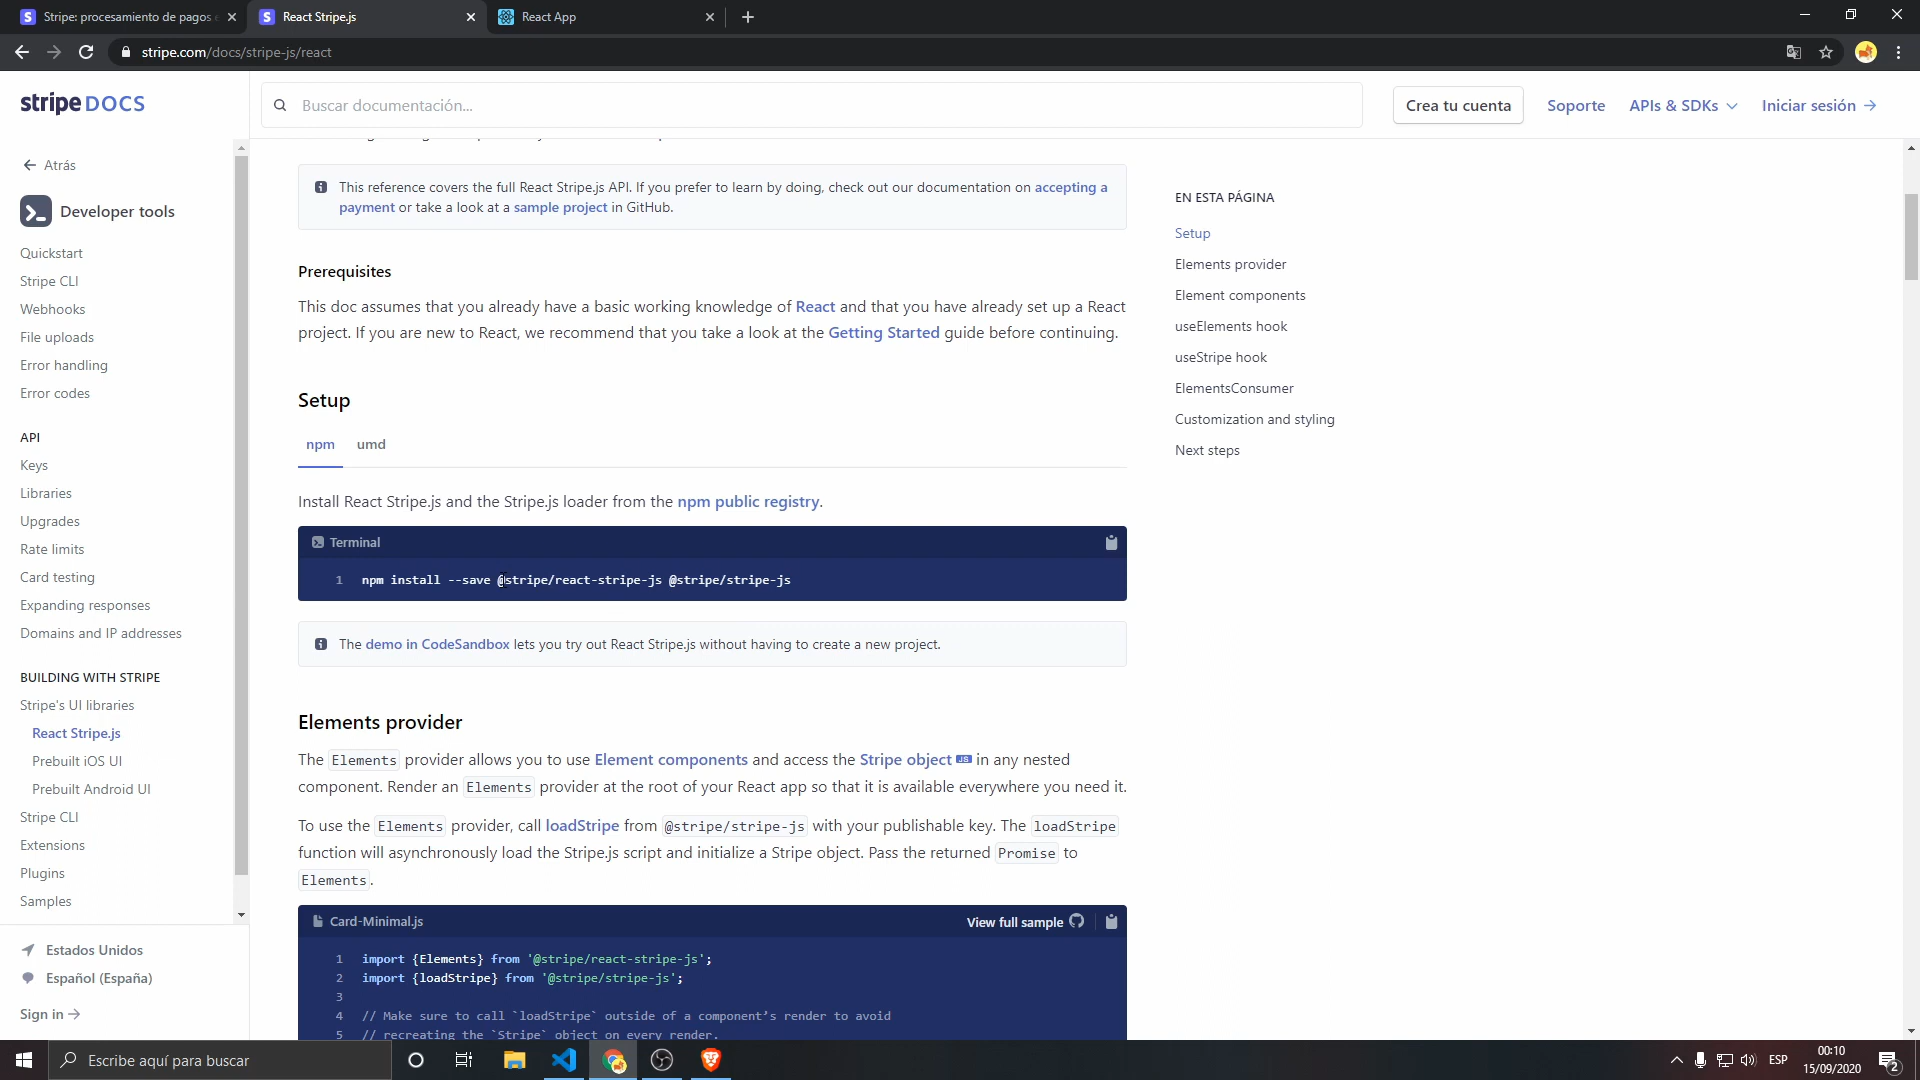 Stripe: procesamiento de pagos
React Stripe.js
React App
stripe.com/docs/stripe-js/react
stripe DOCS
Buscar documentación...
Crea tu cuenta
Soporte
APIs & SDKs
Iniciar sesión →
← Atrás
Developer tools
Quickstart
Stripe CLI
Webhooks
File uploads
Error handling
Error codes
API
Keys
Libraries
Upgrades
Rate limits
Card testing
Expanding responses
Domains and IP addresses
BUILDING WITH STRIPE
Stripe's UI libraries
React Stripe.js
Prebuilt iOS UI
Prebuilt Android UI
Stripe CLI
Extensions
Plugins
Samples
Estados Unidos
Español (España)
Sign in →
This reference covers the full React Stripe.js API. If you prefer to learn by doing, check out our documentation on accepting a
payment or take a look at a sample project in GitHub.
Prerequisites
This doc assumes that you already have a basic working knowledge of React and that you have already set up a React
project. If you are new to React, we recommend that you take a look at the Getting Started guide before continuing.
Setup
npm
umd
Install React Stripe.js and the Stripe.js loader from the npm public registry.
Terminal
1 npm install --save @stripe/react-stripe-js @stripe/stripe-js
The demo in CodeSandbox lets you try out React Stripe.js without having to create a new project.
Elements provider
The Elements provider allows you to use Element components and access the Stripe object JS in any nested
component. Render an Elements provider at the root of your React app so that it is available everywhere you need it.
To use the Elements provider, call loadStripe from @stripe/stripe-js with your publishable key. The loadStripe
function will asynchronously load the Stripe.js script and initialize a Stripe object. Pass the returned Promise to
Elements.
Card-Minimal.js
View full sample
1 import {Elements} from '@stripe/react-stripe-js';
2 import {loadStripe} from '@stripe/stripe-js';
3
4 // Make sure to call `loadStripe` outside of a component's render to avoid
5 // recreating the `Stripe` object on every render.
EN ESTA PÁGINA
Setup
Elements provider
Element components
useElements hook
useStripe hook
ElementsConsumer
Customization and styling
Next steps
Escribe aquí para buscar
ESP
00:10
15/09/2020
2